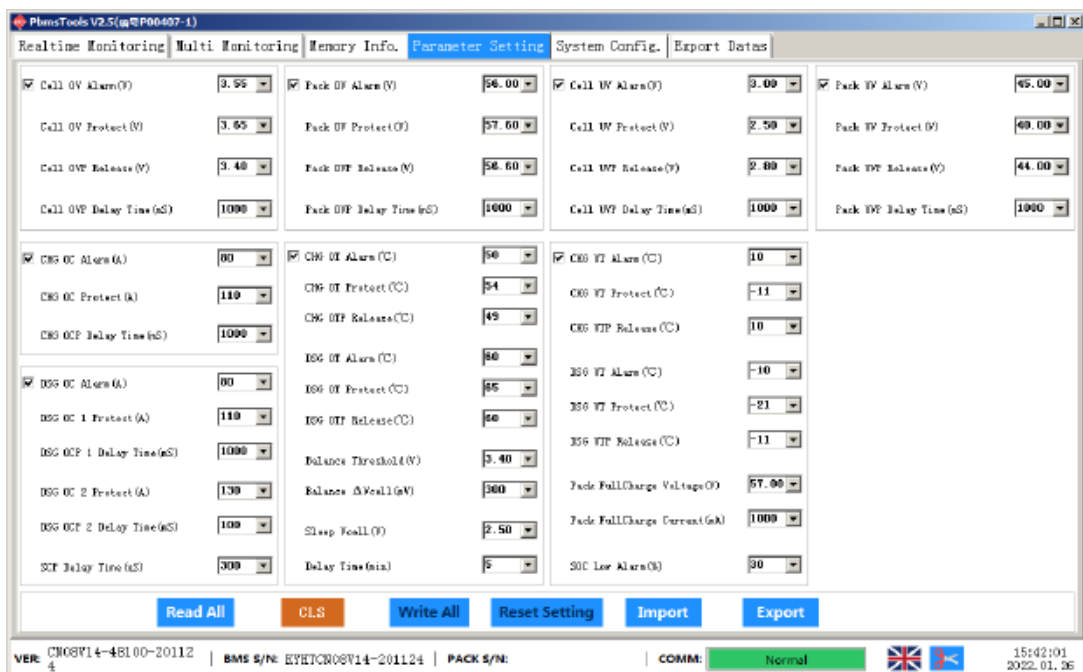 PbmsTools V2.5(编号P00407-1)
Realtime Monitoring Multi Monitoring Memory Info. Parameter Setting System Config. Export Datas
Cell OV Alarm(V) 3.55
Cell OV Protect(V) 3.65
Cell OVP Release(V) 3.40
Cell OVP Delay Time(mS) 1000
Pack OV Alarm(V) 56.00
Pack OV Protect(V) 57.60
Pack OVP Release(V) 56.60
Pack OVP Delay Time(mS) 1000
Cell UV Alarm(V) 3.00
Cell UV Protect(V) 2.50
Cell UVP Release(V) 2.80
Cell UVP Delay Time(mS) 1000
Pack UV Alarm(V) 45.00
Pack UV Protect(V) 40.00
Pack UVP Release(V) 44.00
Pack UVP Delay Time(mS) 1000
CHG OC Alarm(A) 80
CHG OC Protect(A) 110
CHG OCP Delay Time(mS) 1000
DSG OC Alarm(A) 80
DSG OC 1 Protect(A) 110
DSG OCP 1 Delay Time(mS) 1000
DSG OC 2 Protect(A) 130
DSG OCP 2 Delay Time(mS) 100
SCP Delay Time(uS) 300
CHG OT Alarm(℃) 50
CHG OT Protect(℃) 54
CHG OTP Release(℃) 49
DSG OT Alarm(℃) 60
DSG OT Protect(℃) 65
DSG OTP Release(℃) 60
Balance Threshold(V) 3.40
Balance ΔVcell(mV) 300
Sleep Vcell(V) 2.50
Delay Time(min) 5
CHG UT Alarm(℃) 10
CHG UT Protect(℃) -11
CHG UTP Release(℃) 10
DSG UT Alarm(℃) -10
DSG UT Protect(℃) -21
DSG UTP Release(℃) -11
Pack FullCharge Voltage(V) 57.00
Pack FullCharge Current(mA) 1000
SOC Low Alarm(%) 30
Read All CLS Write All Reset Setting Import Export
VER: CN08V14-48100-20112
4
BMS S/N: EYHTCN08V14-201124 PACK S/N: COMM: Normal
15:42:01
2022.01.26